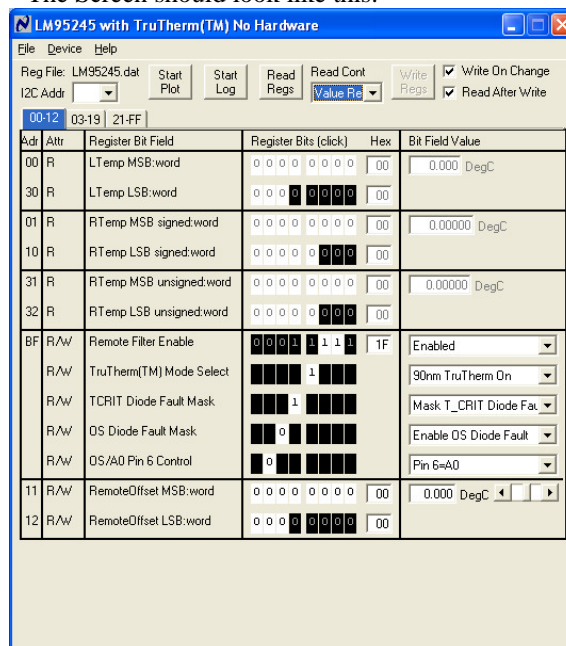 The Screen should look like this:
LM95245 with TruTherm(TM) No Hardware
File Device Help
Reg File: LM95245.dat Start Plot Start Log Read Regs Read Cont Write Regs Write On Change
I2C Addr Value Re Read After Write
00-12 03-19 21-FF
Adr Attr Register Bit Field Register Bits (click) Hex Bit Field Value
00 R LTemp MSB:word 0 0 0 0 0 0 0 0 00 0.000 DegC
30 R LTemp LSB:word 0 0 0 0 0 0 0 0 00
01 R RTemp MSB signed:word 0 0 0 0 0 0 0 0 00 0.00000 DegC
10 R RTemp LSB signed:word 0 0 0 0 0 0 0 0 00
31 R RTemp MSB unsigned:word 0 0 0 0 0 0 0 0 00 0.00000 DegC
32 R RTemp LSB unsigned:word 0 0 0 0 0 0 0 0 00
BF R/W Remote Filter Enable 0 0 0 1 1 1 1 1 1F Enabled
R/W TruTherm(TM) Mode Select 1 90nm TruTherm On
R/W TCRIT Diode Fault Mask 1 Mask T_CRIT Diode Fau
R/W OS Diode Fault Mask 0 Enable OS Diode Fault
R/W OS/A0 Pin 6 Control 0 Pin 6=A0
11 R/W RemoteOffset MSB:word 0 0 0 0 0 0 0 0 00 0.000 DegC
12 R/W RemoteOffset LSB:word 0 0 0 0 0 0 0 0 00